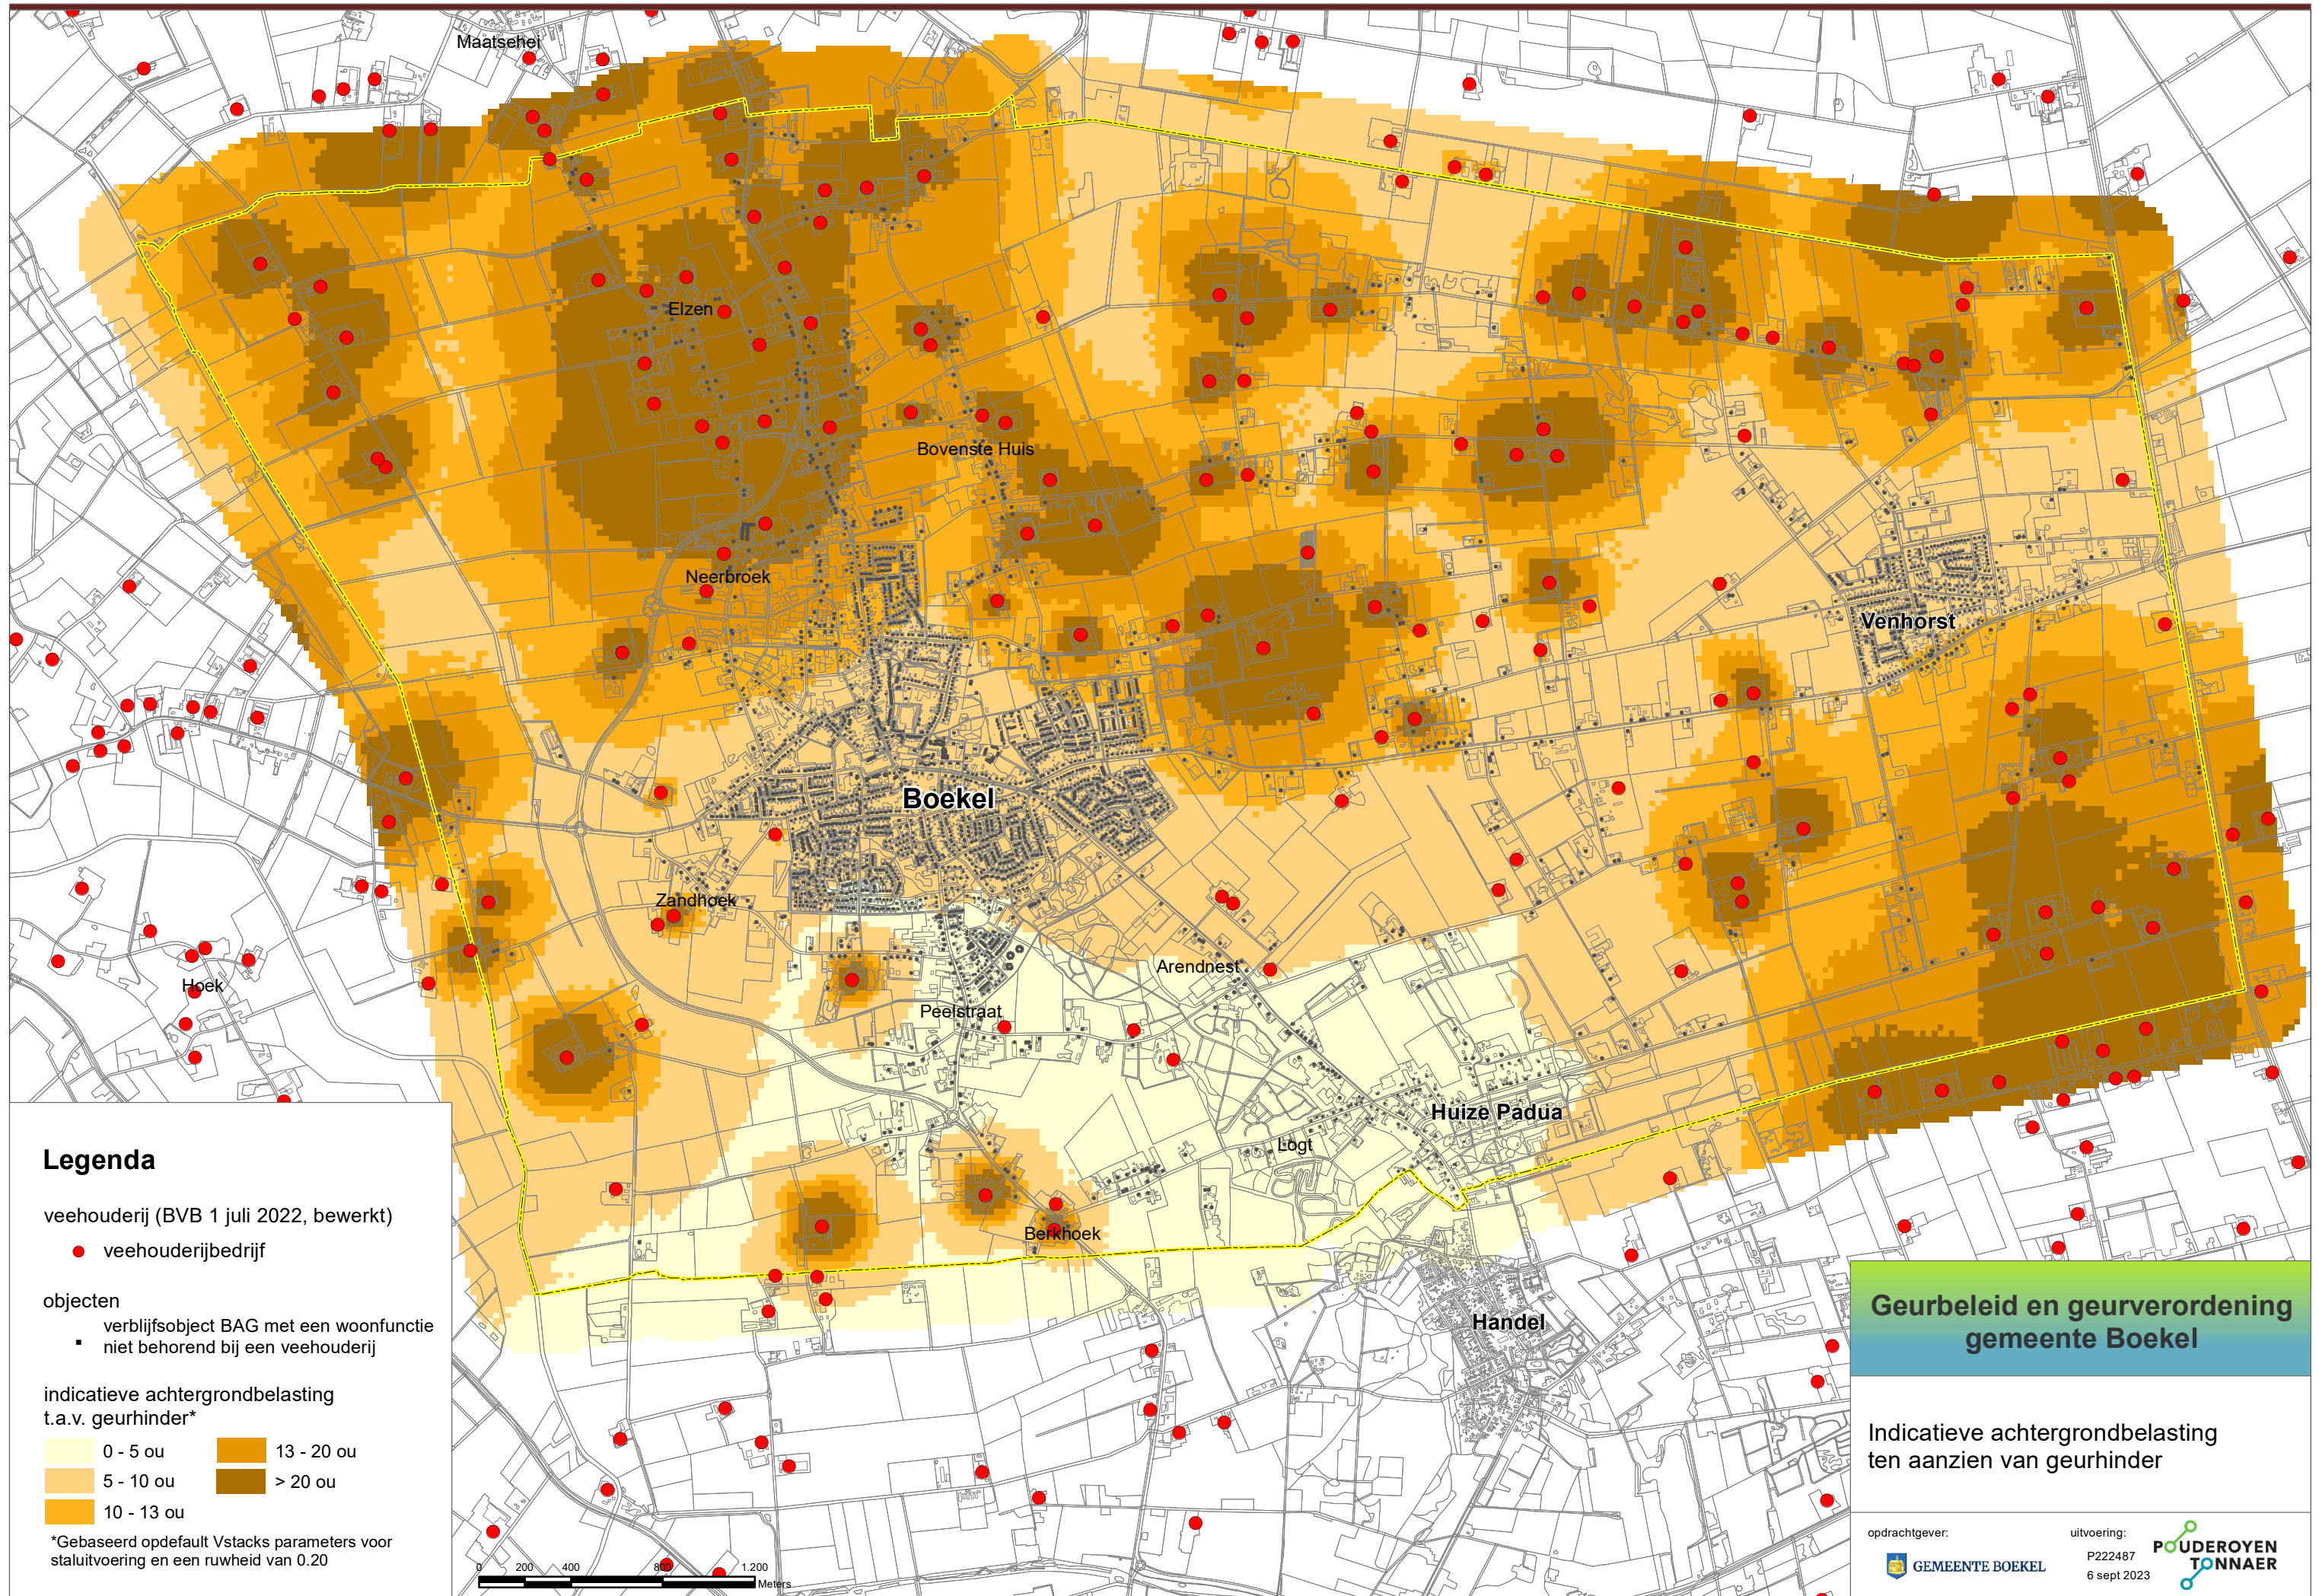 Maatsehei
Elzen
Bovenste Huis
Neerbroek
Venhorst
Boekel
Zandhoek
Arendnest
Hoek
Peelstraat
Huize Padua
Logt
Berkhoek
Handel
Legenda
veehouderij (BVB 1 juli 2022, bewerkt)
veehouderijbedrijf
objecten
verblijfsobject BAG met een woonfunctie
niet behorend bij een veehouderij
indicatieve achtergrondbelasting
t.a.v. geurhinder*
0 - 5 ou
5 - 10 ou
10 - 13 ou
13 - 20 ou
> 20 ou
*Gebaseerd opdefault Vstacks parameters voor
staluitvoering en een ruwheid van 0.20
0 200 400 800 1.200
Meters
Geurbeleid en geurverordening
gemeente Boekel
Indicatieve achtergrondbelasting
ten aanzien van geurhinder
opdrachtgever:
GEMEENTE BOEKEL
uitvoering:
P222487
6 sept 2023
POUDEROYEN
TONNAER